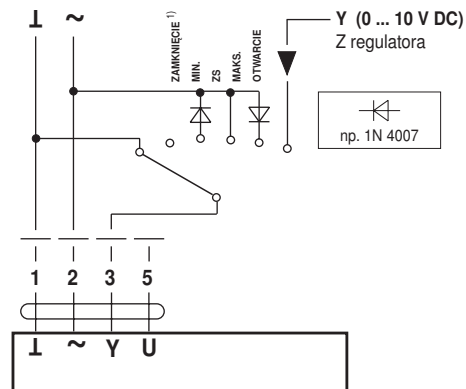 ⊥ ~
ZAMKNIĘCIE 1)
MIN.
ZS
MAKS.
OTWARCIE
Y (0 ... 10 V DC)
Z regulatora
np. 1N 4007
1 2 3 5
⊥ ~ Y U